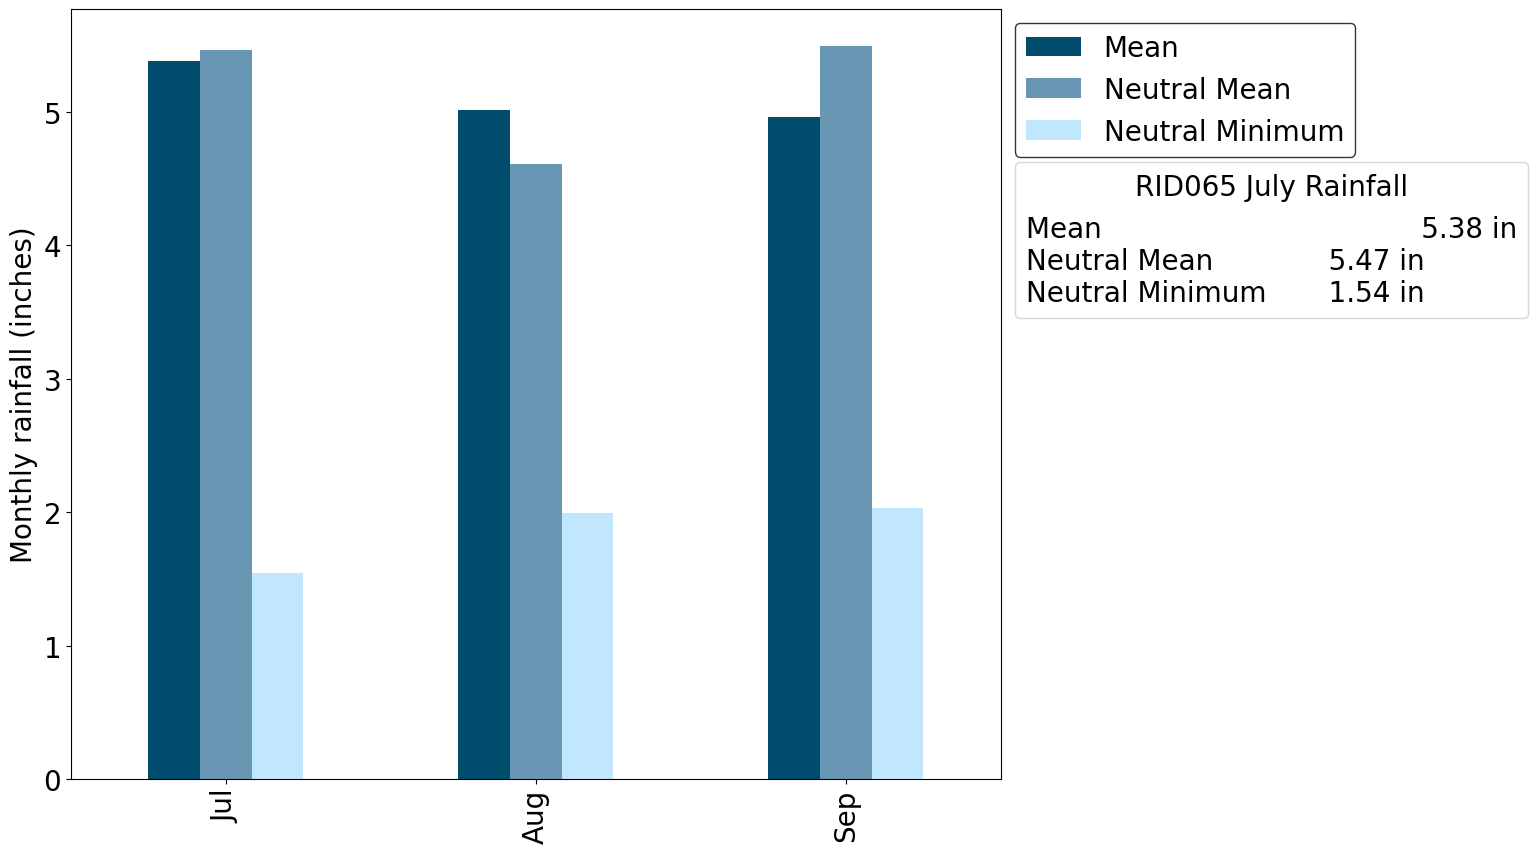 Mean
Neutral Mean
Neutral Minimum
RID065 July Rainfall
Mean 5.38 in
Neutral Mean 5.47 in
Neutral Minimum 1.54 in
Monthly rainfall (inches)
5
4
3
2
1
0
Jul
Aug
Sep